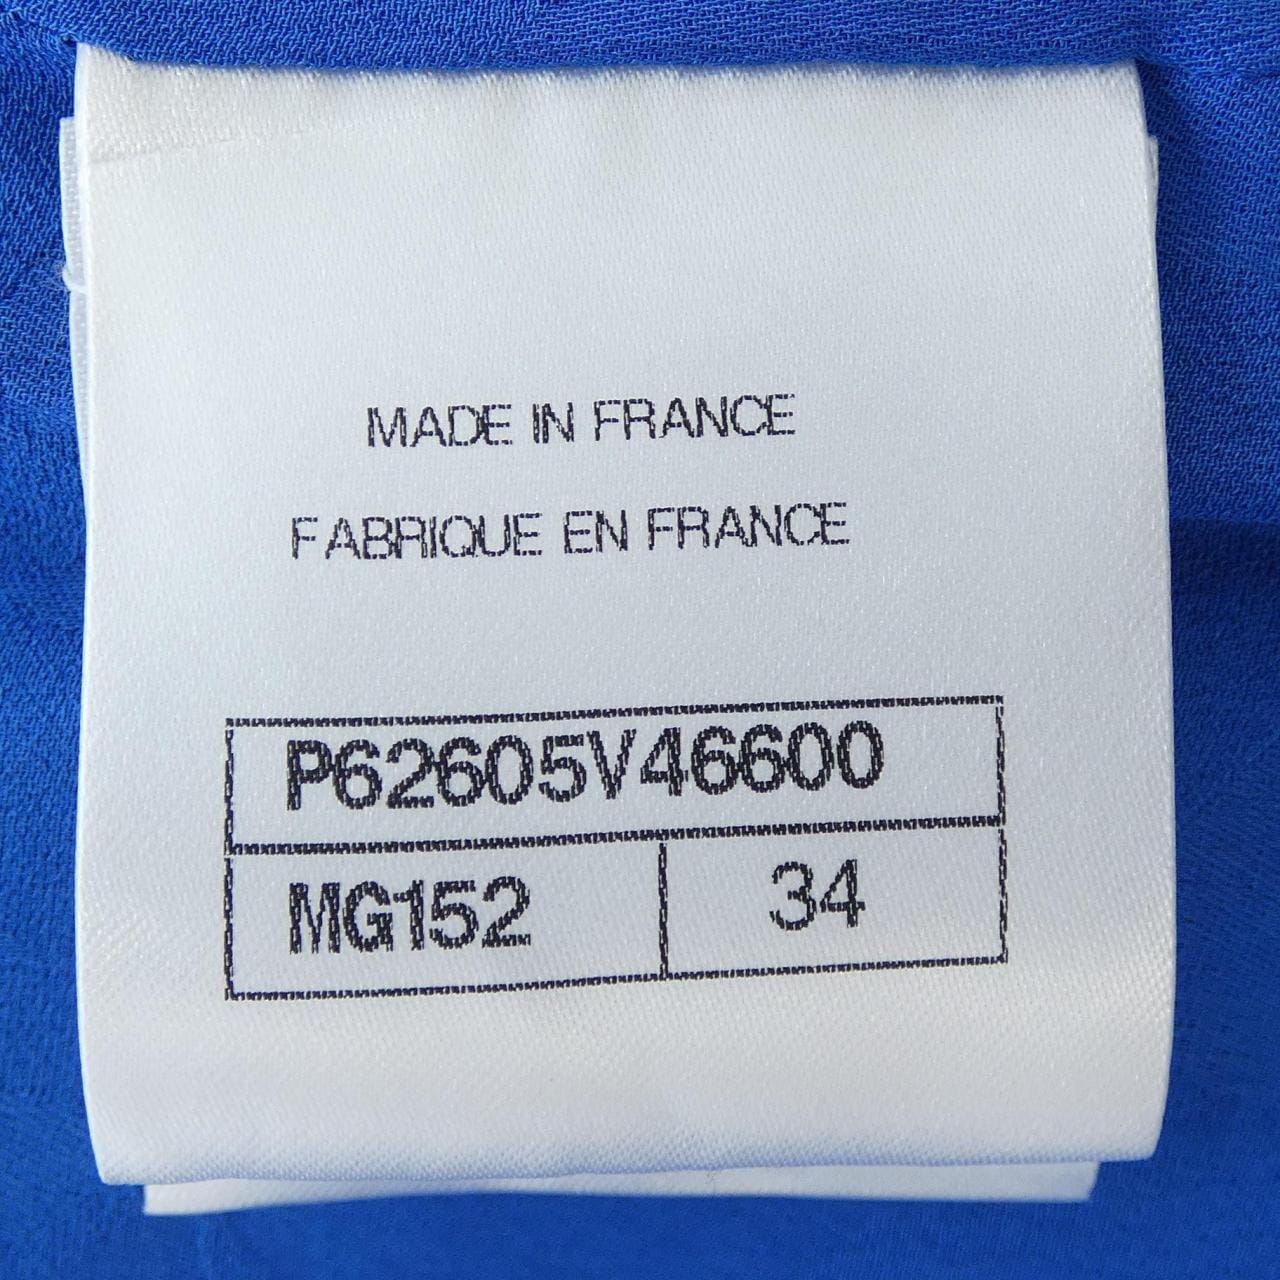 MADE IN FRANCE
FABRIQUE EN FRANCE
P62605V46600
MG152 34